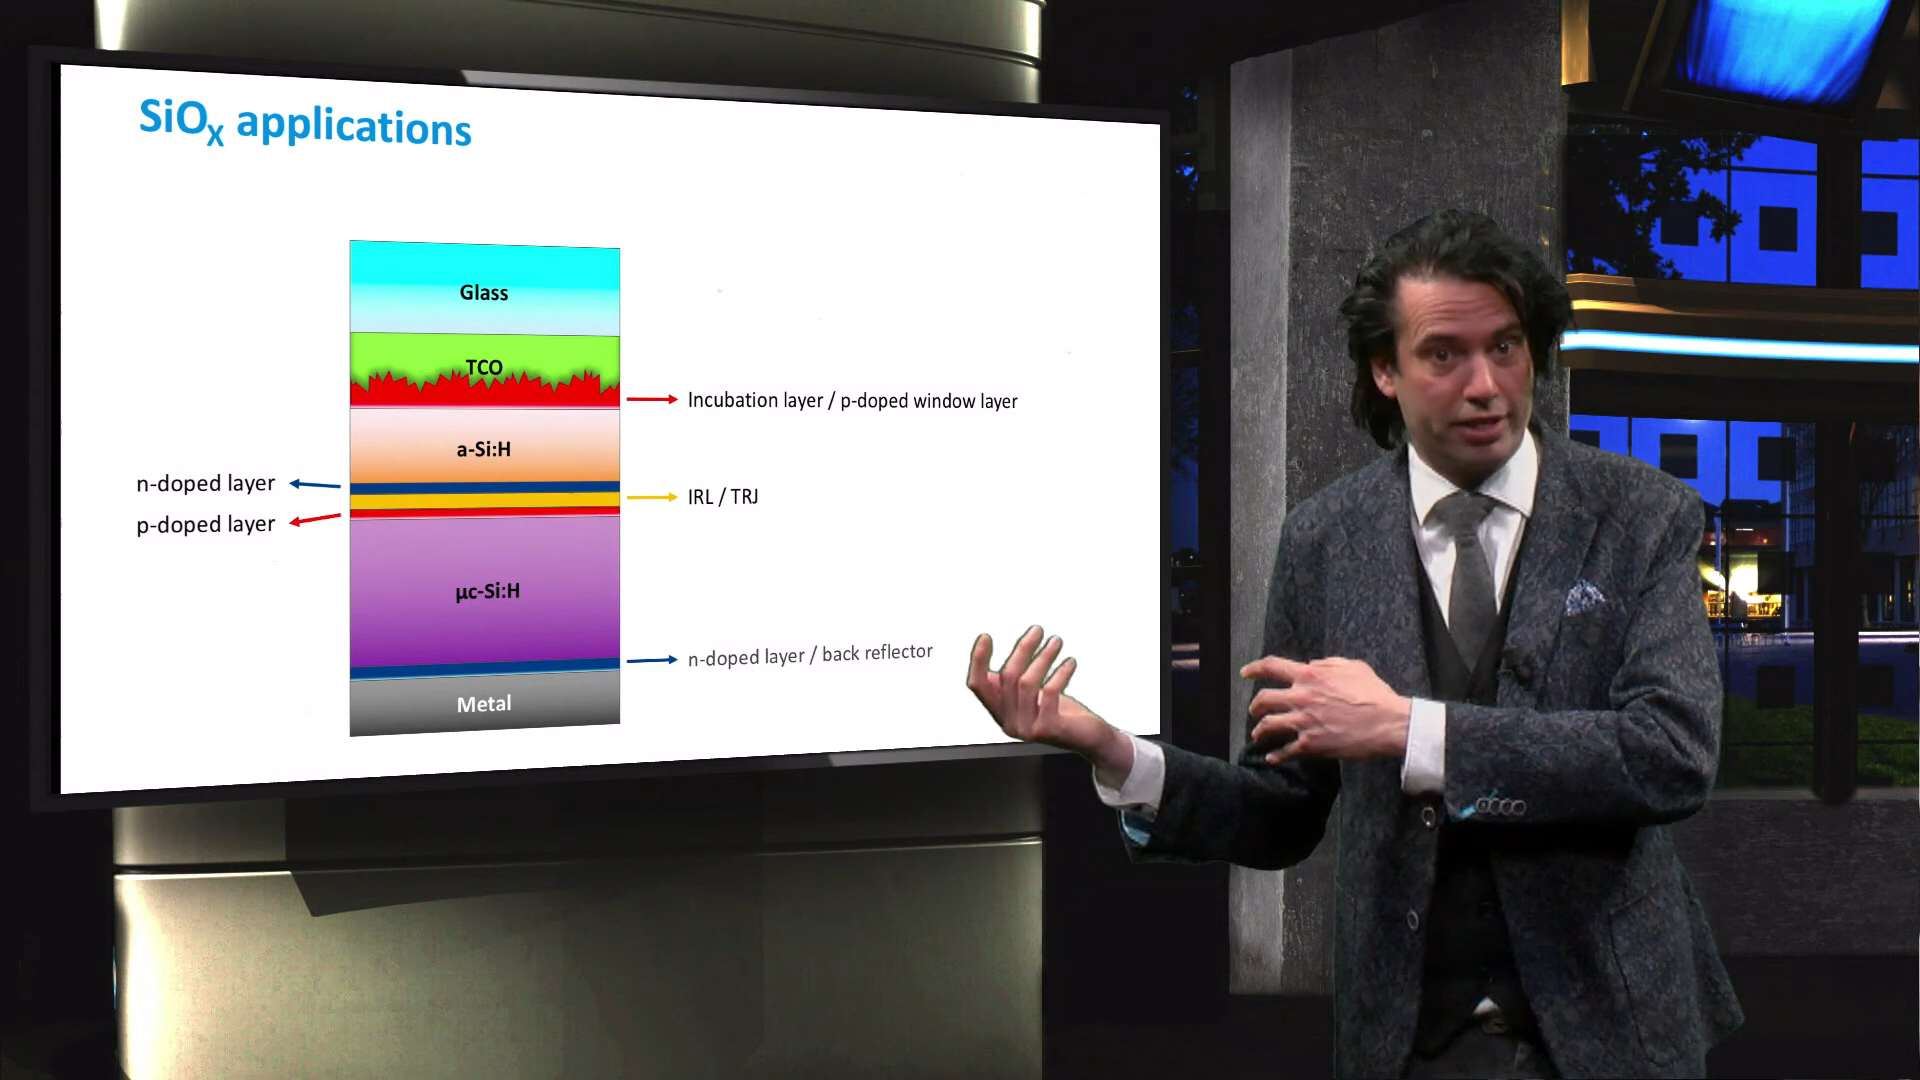 SiOx applications
Glass
TCO
Incubation layer / p-doped window layer
a-Si:H
n-doped layer
IRL / TRJ
p-doped layer
µc-Si:H
n-doped layer / back reflector
Metal